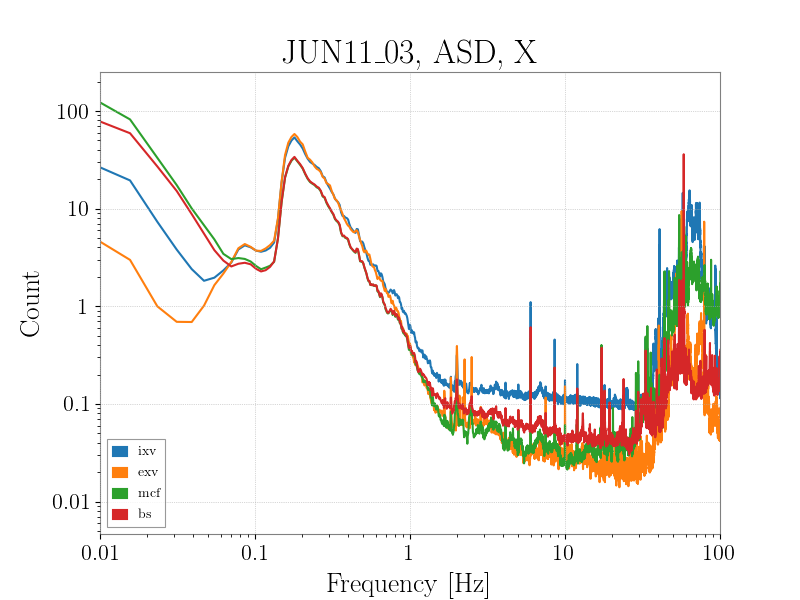 JUN11_03, ASD, X
Count
100
10
1
0.1
0.01
ixv
exv
mcf
bs
0.01 0.1 1 10 100
Frequency [Hz]